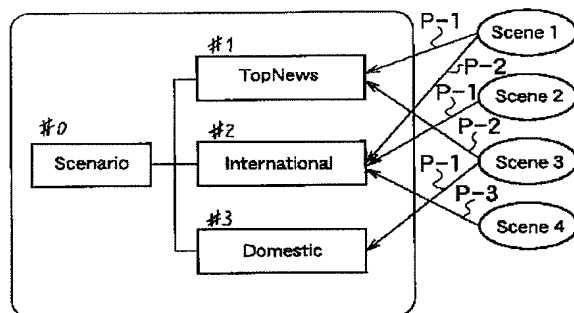 #1
P-1
Scene 1
TopNews
P-2
#0
P-1
Scene 2
#2
P-2
Scenario
International
P-1
Scene 3
P-3
#3
Scene 4
Domestic